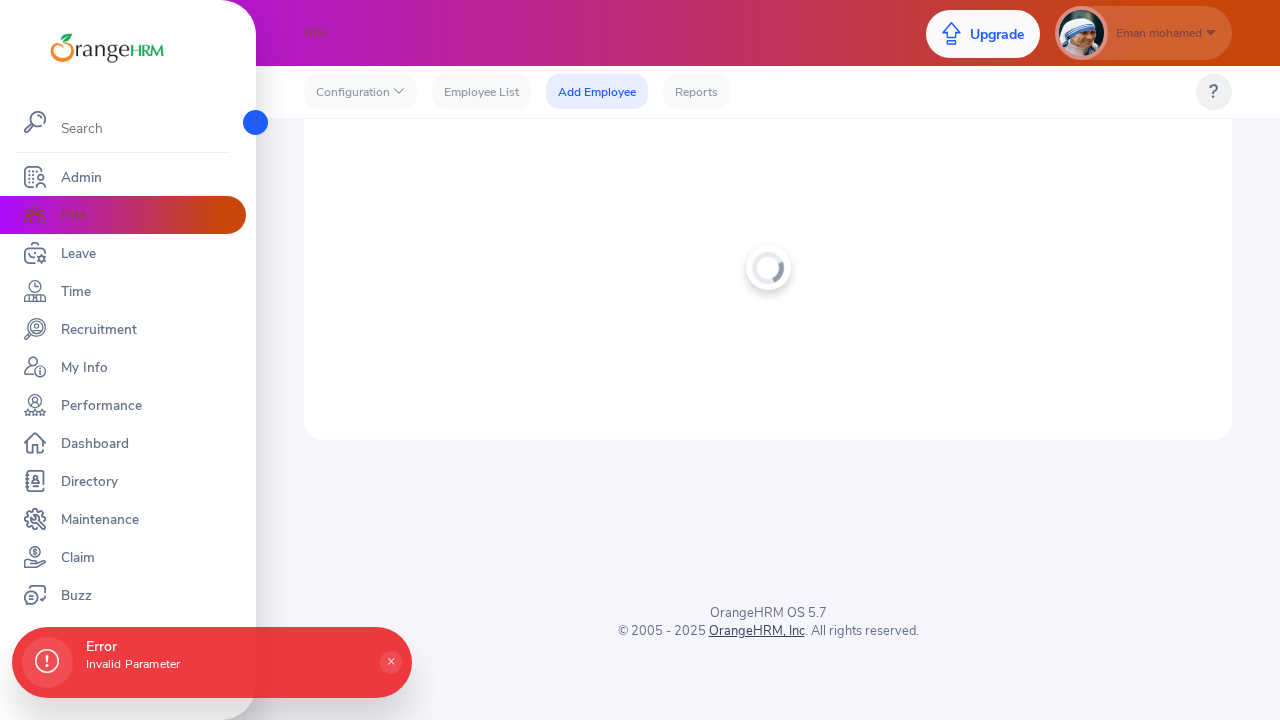 OrangeHRM
PIM
Upgrade
Eman mohamed
Configuration
Employee List
Add Employee
Reports
?
Search
Admin
PIM
Leave
Time
Recruitment
My Info
Performance
Dashboard
Directory
Maintenance
Claim
Buzz
OrangeHRM OS 5.7
© 2005 - 2025 OrangeHRM, Inc. All rights reserved.
Error
Invalid Parameter
×